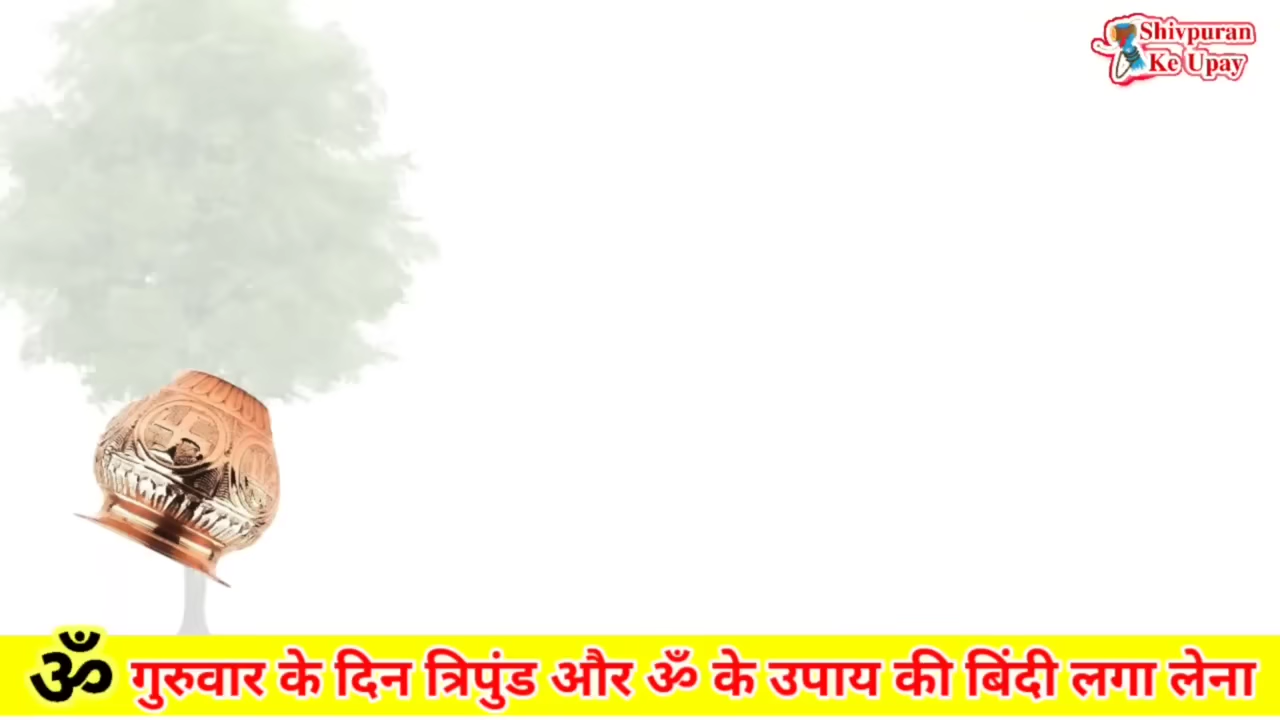 Shivpuran
Ke Upay
ॐ गुरुवार के दिन त्रिपुंड और ॐ के उपाय की बिंदी लगा लेना